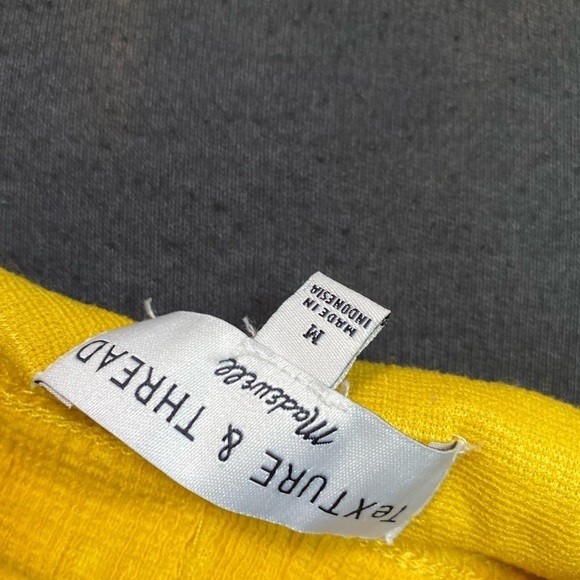 TeXTURE & THREAD
Madewell
M
MADE IN
INDONESIA